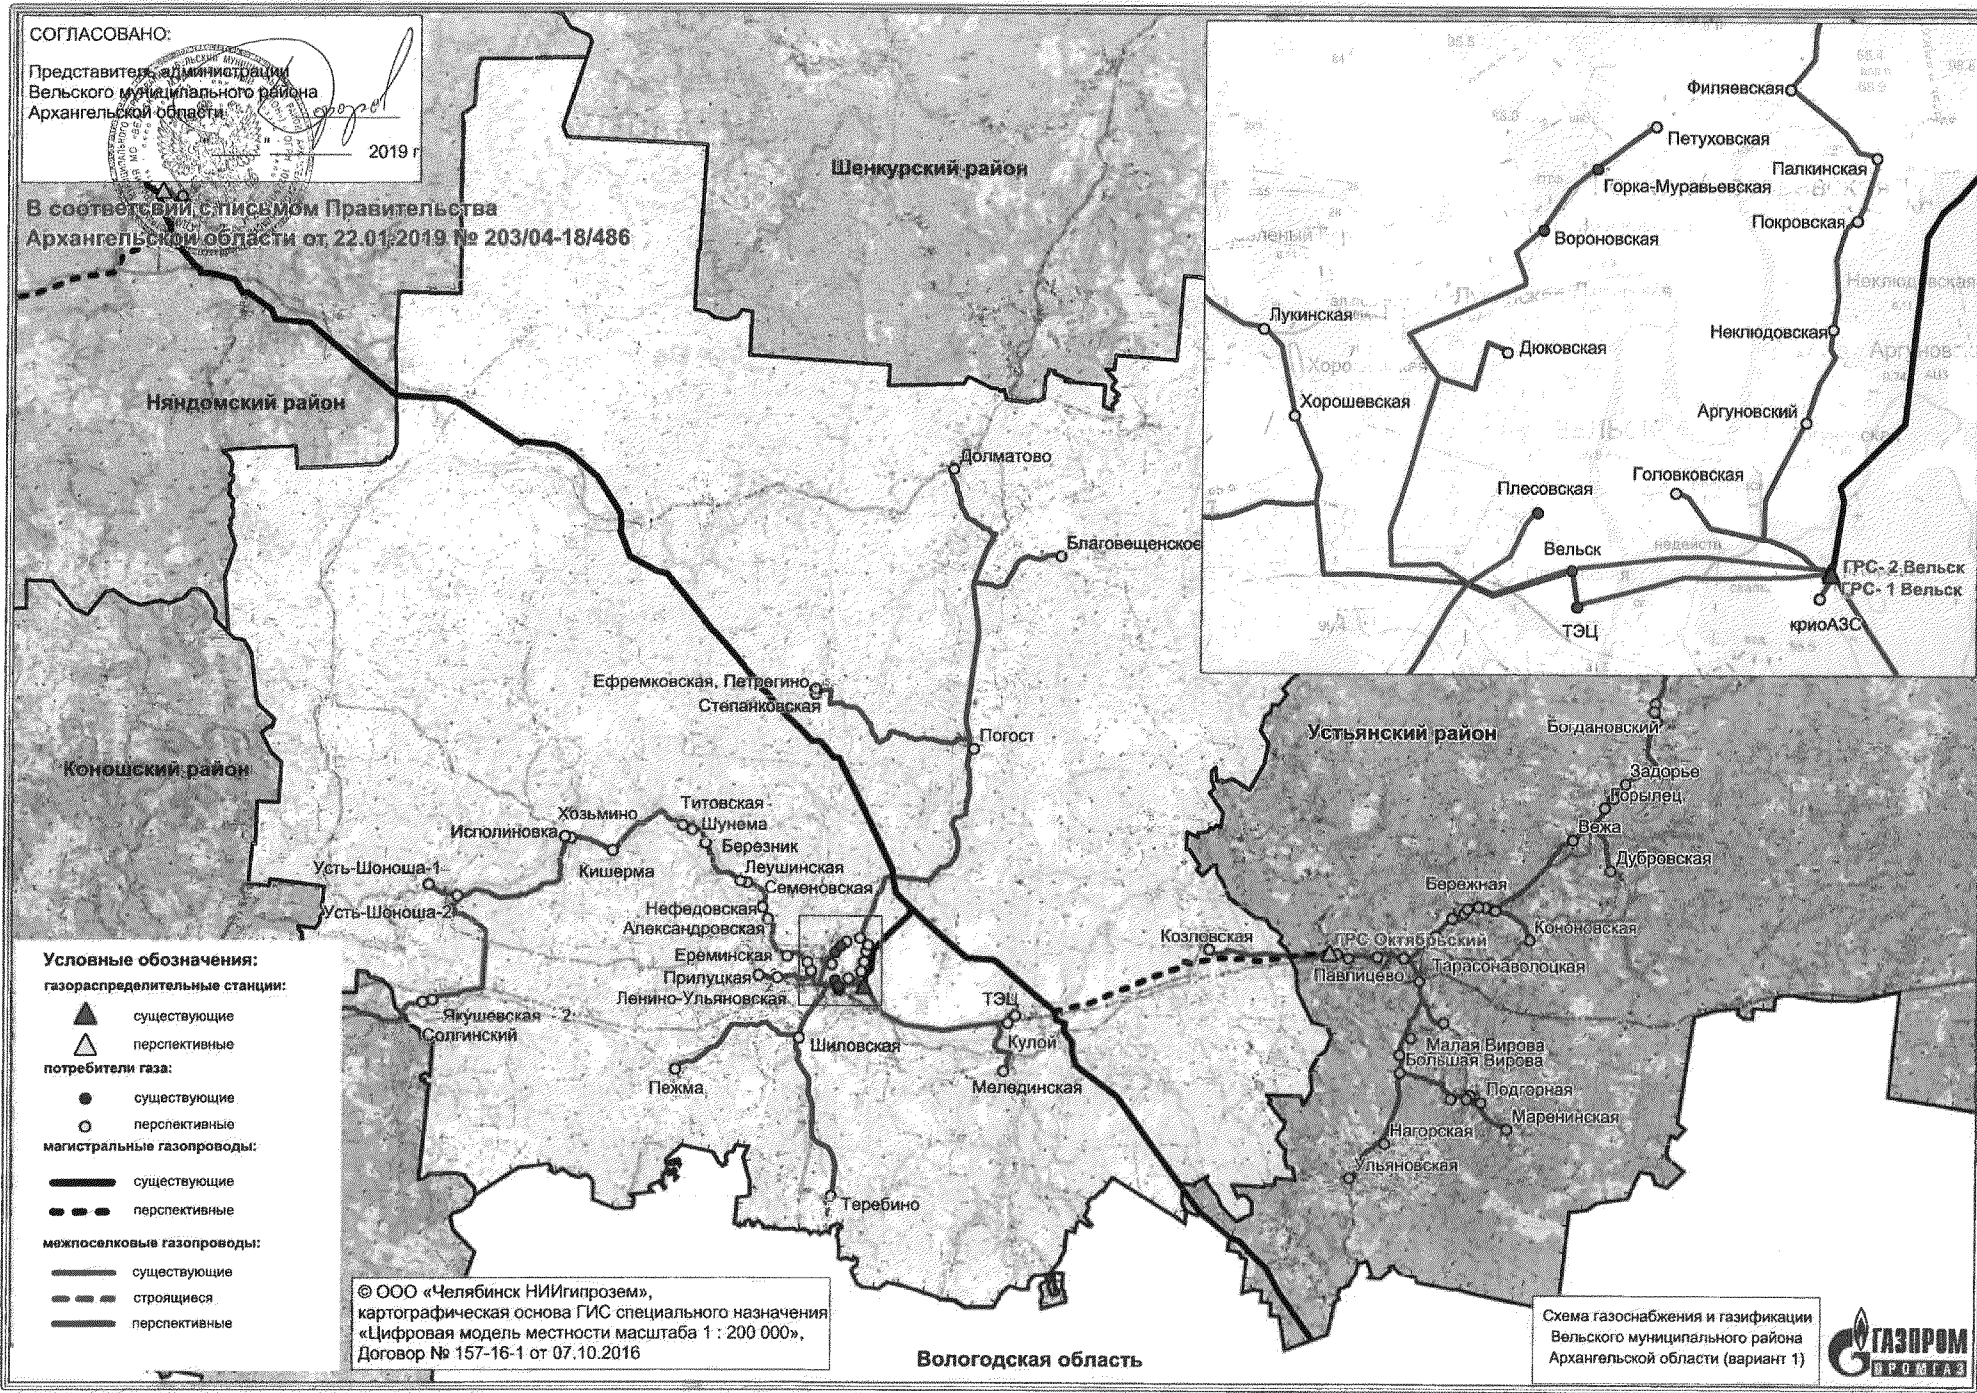 СОГЛАСОВАНО:
Представитель администрации
Вельского муниципального района
Архангельской области
2019 г
В соответсвии с письмом Правительства
Архангельской области от 22.01.2019 № 203/04-18/486
Шенкурский район
Няндомский район
Коношский район
Устьянский район
Вологодская область
Филяевская
Петуховская
Палкинская
Горка-Муравьевская
Покровская
Вороновская
Лукинская
Неклюдовская
Дюковская
Хорошевская
Аргуновский
Головковская
Плесовская
Вельск
ГРС- 2 Вельск
ГРС- 1 Вельск
ТЭЦ
криоАЗС
Долматово
Благовещенское
Ефремковская, Петрегино
Степанковская
Погост
Титовская
Хозьмино
Шунема
Исполиновка
Березник
Кишерма
Усть-Шоноша-1
Леушинская
Семеновская
Усть-Шоноша-2
Нефедовская
Александровская
Ереминская
Прилуцкая
Ленино-Ульяновская
Якушевская - 2
Солгинский
Шиловская
Пежма
ТЭЦ
Кулой
Мелединская
Теребино
Козловская
Богдановский
Задорье
Горылец
Вежа
Дубровская
Бережная
Кононовская
ГРС Октябрьский
Павлицево
Тарасонаволоцкая
Малая Вирова
Большая Вирова
Подгорная
Маренинская
Нагорская
Ульяновская
Условные обозначения:
газораспределительные станции:
существующие
перспективные
потребители газа:
существующие
перспективные
магистральные газопроводы:
существующие
перспективные
межпоселковые газопроводы:
существующие
строящиеся
перспективные
© ООО «Челябинск НИИгипрозем»,
картографическая основа ГИС специального назначения
«Цифровая модель местности масштаба 1 : 200 000»,
Договор № 157-16-1 от 07.10.2016
Схема газоснабжения и газификации
Вельского муниципального района
Архангельской области (вариант 1)
ГАЗПРОМ
ПРОМГАЗ